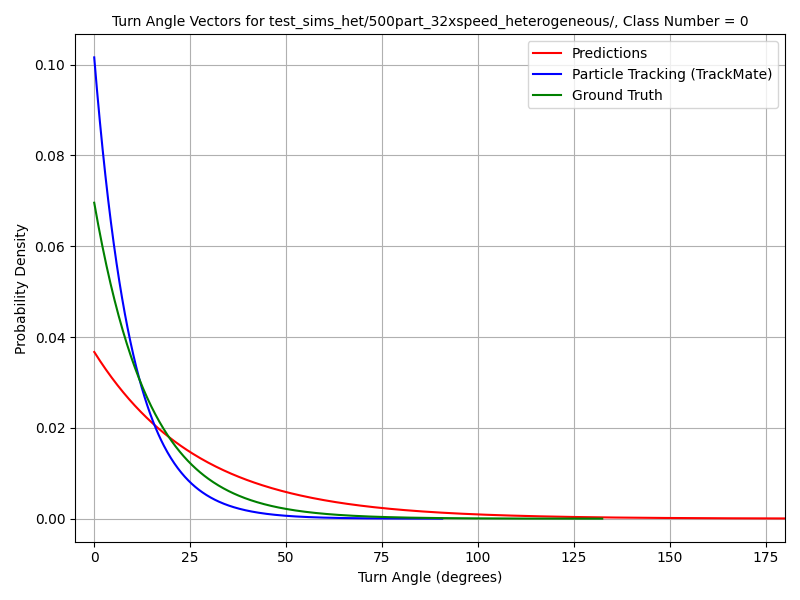 Turn Angle Vectors for test_sims_het/500part_32xspeed_heterogeneous/, Class Number = 0
Predictions
Particle Tracking (TrackMate)
Ground Truth
Probability Density
0.10
0.08
0.06
0.04
0.02
0.00
0 25 50 75 100 125 150 175
Turn Angle (degrees)